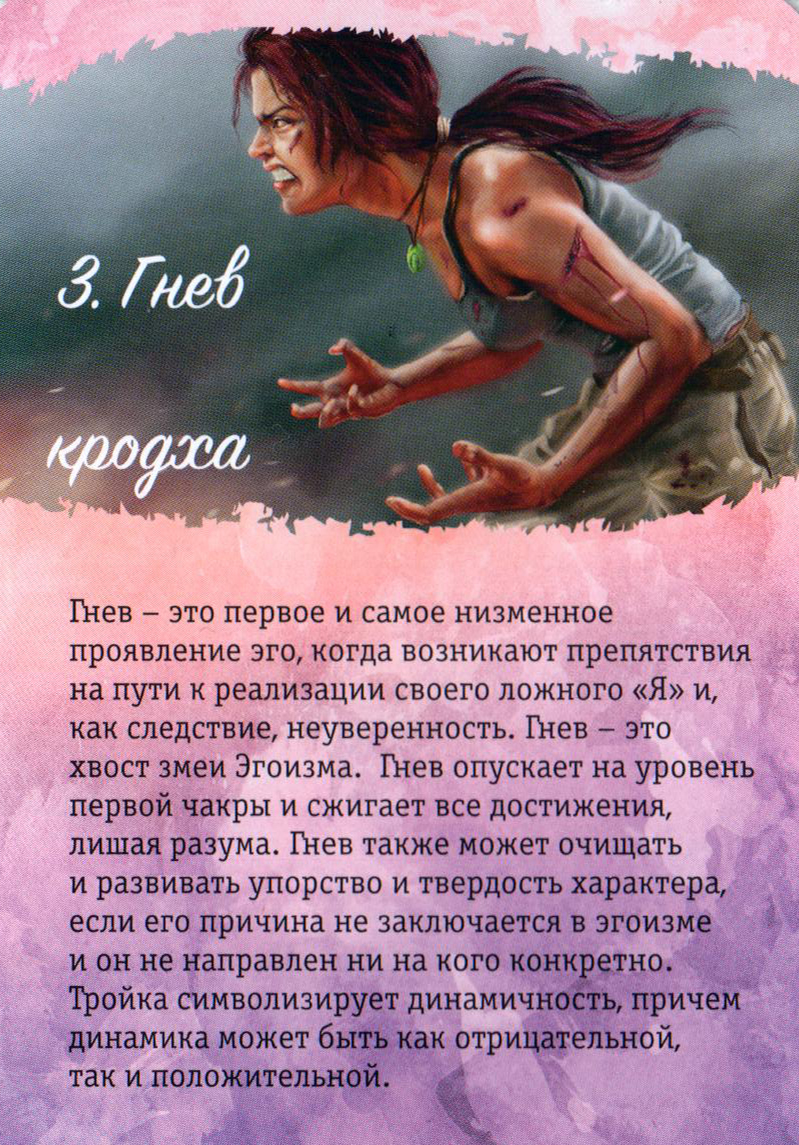 3. Гнев
кродха
Гнев – это первое и самое низменное
проявление эго, когда возникают препятствия
на пути к реализации своего ложного «Я» и,
как следствие, неуверенность. Гнев – это
хвост змеи Эгоизма. Гнев опускает на уровень
первой чакры и сжигает все достижения,
лишая разума. Гнев также может очищать
и развивать упорство и твердость характера,
если его причина не заключается в эгоизме
и он не направлен ни на кого конкретно.
Тройка символизирует динамичность, причем
динамика может быть как отрицательной,
так и положительной.